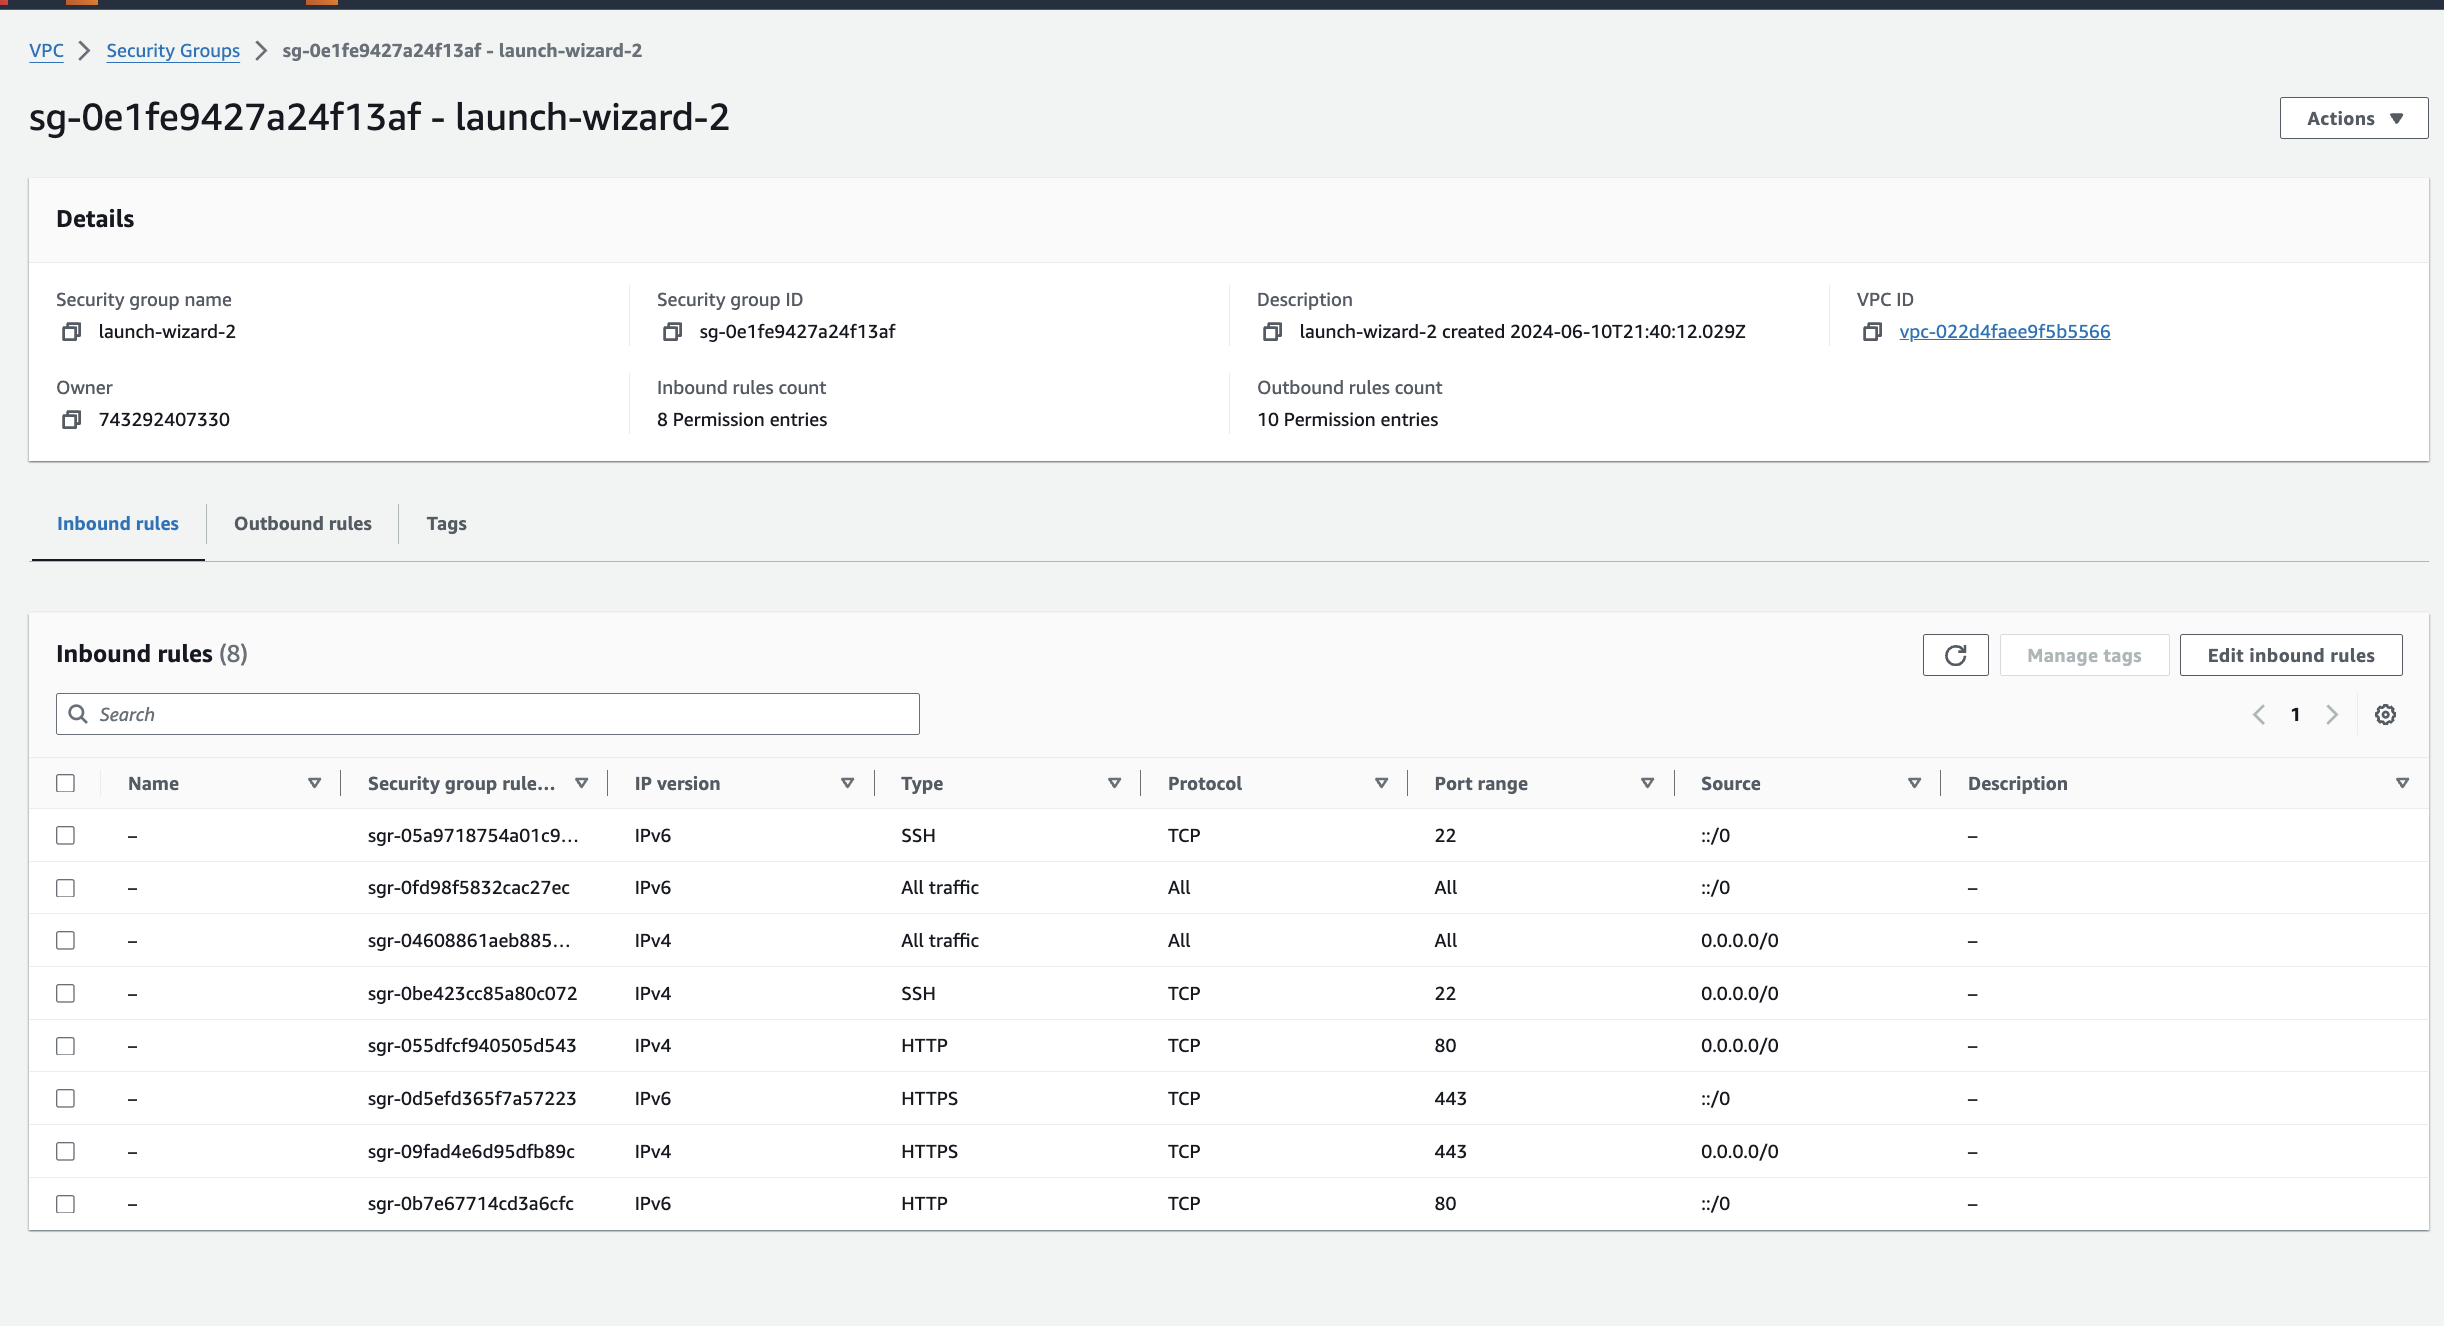 VPC > Security Groups > sg-0e1fe9427a24f13af - launch-wizard-2
sg-0e1fe9427a24f13af - launch-wizard-2
Actions
Details
Security group name
launch-wizard-2
Security group ID
sg-0e1fe9427a24f13af
Description
launch-wizard-2 created 2024-06-10T21:40:12.029Z
VPC ID
vpc-022d4faee9f5b5566
Owner
743292407330
Inbound rules count
8 Permission entries
Outbound rules count
10 Permission entries
Inbound rules Outbound rules Tags
Inbound rules (8)
Manage tags Edit inbound rules
Search
1
Name Security group rule... IP version Type Protocol Port range Source Description
– sgr-05a9718754a01c9... IPv6 SSH TCP 22 ::/0 –
– sgr-0fd98f5832cac27ec IPv6 All traffic All All ::/0 –
– sgr-04608861aeb885... IPv4 All traffic All All 0.0.0.0/0 –
– sgr-0be423cc85a80c072 IPv4 SSH TCP 22 0.0.0.0/0 –
– sgr-055dfcf940505d543 IPv4 HTTP TCP 80 0.0.0.0/0 –
– sgr-0d5efd365f7a57223 IPv6 HTTPS TCP 443 ::/0 –
– sgr-09fad4e6d95dfb89c IPv4 HTTPS TCP 443 0.0.0.0/0 –
– sgr-0b7e67714cd3a6cfc IPv6 HTTP TCP 80 ::/0 –